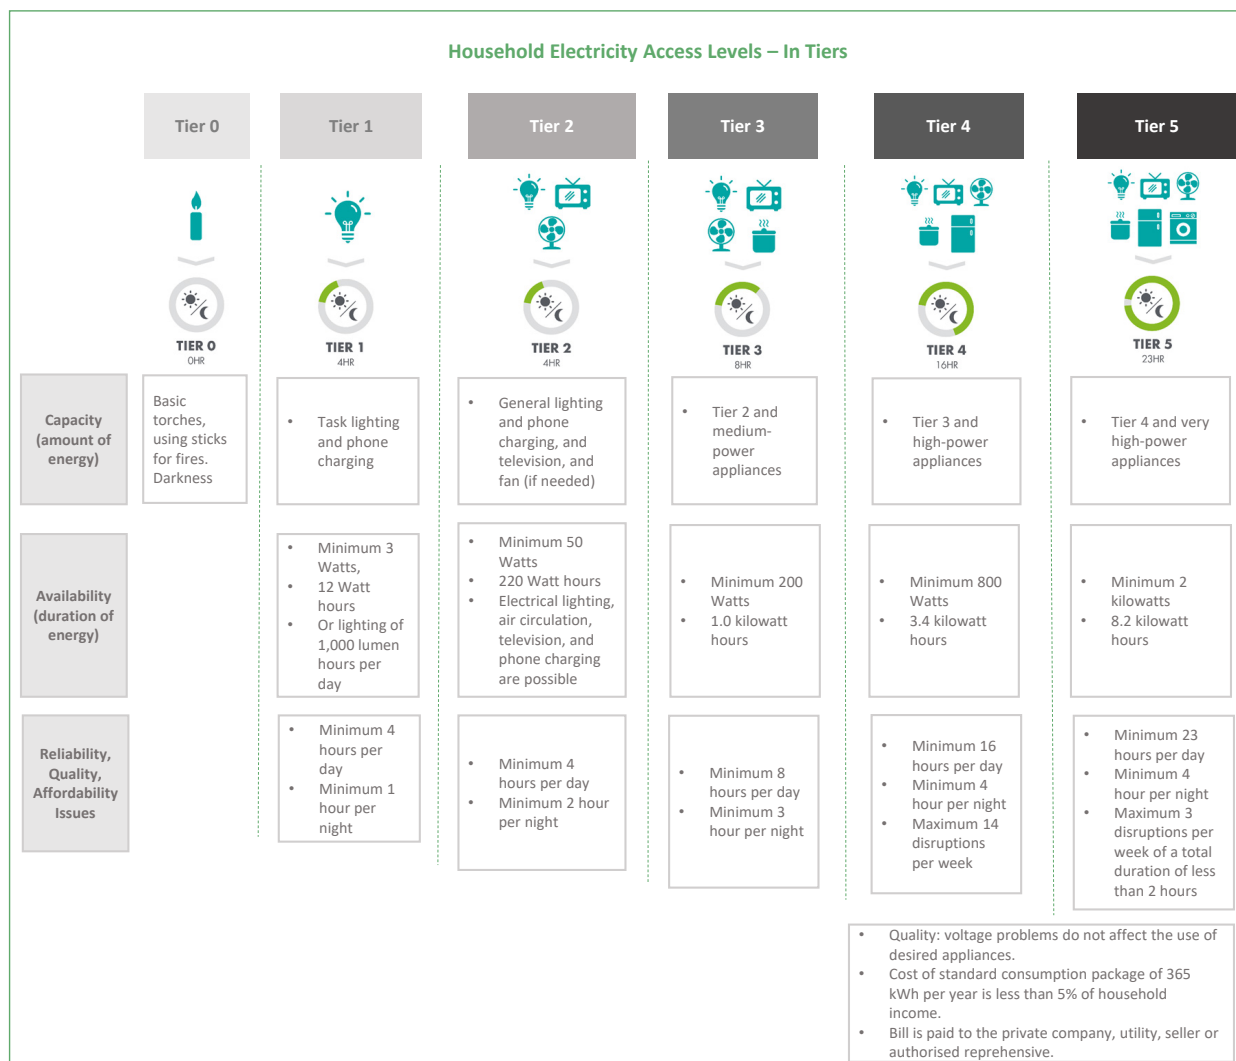 Household Electricity Access Levels – In Tiers
Tier 0
Tier 1
Tier 2
Tier 3
Tier 4
Tier 5
TIER 0
0HR
TIER 1
4HR
TIER 2
4HR
TIER 3
8HR
TIER 4
16HR
TIER 5
23HR
Capacity
(amount of
energy)
Basic
torches,
using sticks
for fires.
Darkness
• Task lighting
and phone
charging
• General lighting
and phone
charging, and
television, and
fan (if needed)
• Tier 2 and
medium-
power
appliances
• Tier 3 and
high-power
appliances
• Tier 4 and very
high-power
appliances
Availability
(duration of
energy)
• Minimum 3
Watts,
• 12 Watt
hours
• Or lighting of
1,000 lumen
hours per
day
• Minimum 50
Watts
• 220 Watt hours
• Electrical lighting,
air circulation,
television, and
phone charging
are possible
• Minimum 200
Watts
• 1.0 kilowatt
hours
• Minimum 800
Watts
• 3.4 kilowatt
hours
• Minimum 2
kilowatts
• 8.2 kilowatt
hours
Reliability,
Quality,
Affordability
Issues
• Minimum 4
hours per
day
• Minimum 1
hour per
night
• Minimum 4
hours per day
• Minimum 2 hour
per night
• Minimum 8
hours per day
• Minimum 3
hour per night
• Minimum 16
hours per day
• Minimum 4
hour per night
• Maximum 14
disruptions
per week
• Minimum 23
hours per day
• Minimum 4
hour per night
• Maximum 3
disruptions per
week of a total
duration of less
than 2 hours
• Quality: voltage problems do not affect the use of
desired appliances.
• Cost of standard consumption package of 365
kWh per year is less than 5% of household
income.
• Bill is paid to the private company, utility, seller or
authorised reprehensive.